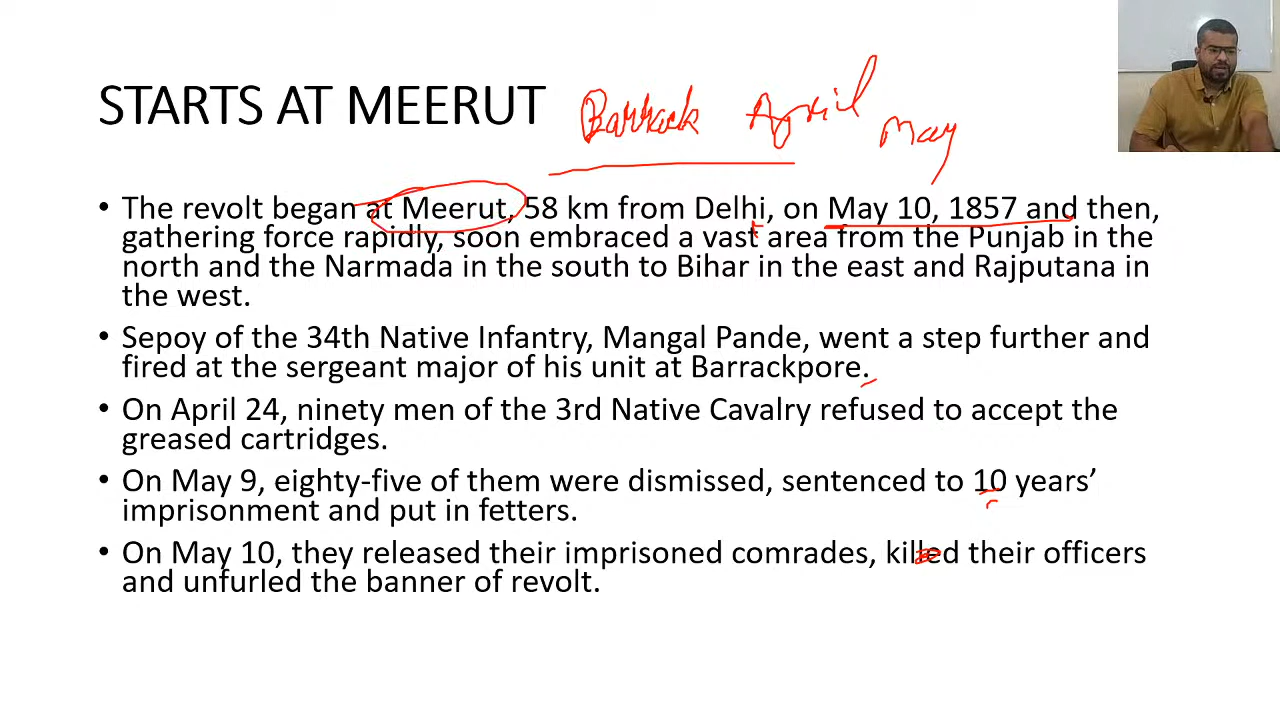 STARTS AT MEERUT Barrack April May
• The revolt began at Meerut, 58 km from Delhi, on May 10, 1857 and then,
gathering force rapidly, soon embraced a vast area from the Punjab in the
north and the Narmada in the south to Bihar in the east and Rajputana in
the west.
• Sepoy of the 34th Native Infantry, Mangal Pande, went a step further and
fired at the sergeant major of his unit at Barrackpore.
• On April 24, ninety men of the 3rd Native Cavalry refused to accept the
greased cartridges.
• On May 9, eighty-five of them were dismissed, sentenced to 10 years’
imprisonment and put in fetters.
• On May 10, they released their imprisoned comrades, killed their officers
and unfurled the banner of revolt.